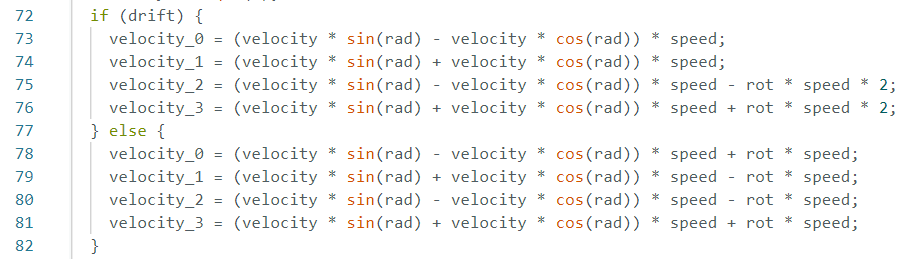 72 if (drift) {
73 velocity_0 = (velocity * sin(rad) - velocity * cos(rad)) * speed;
74 velocity_1 = (velocity * sin(rad) + velocity * cos(rad)) * speed;
75 velocity_2 = (velocity * sin(rad) - velocity * cos(rad)) * speed - rot * speed * 2;
76 velocity_3 = (velocity * sin(rad) + velocity * cos(rad)) * speed + rot * speed * 2;
77 } else {
78 velocity_0 = (velocity * sin(rad) - velocity * cos(rad)) * speed + rot * speed;
79 velocity_1 = (velocity * sin(rad) + velocity * cos(rad)) * speed - rot * speed;
80 velocity_2 = (velocity * sin(rad) - velocity * cos(rad)) * speed - rot * speed;
81 velocity_3 = (velocity * sin(rad) + velocity * cos(rad)) * speed + rot * speed;
82 }